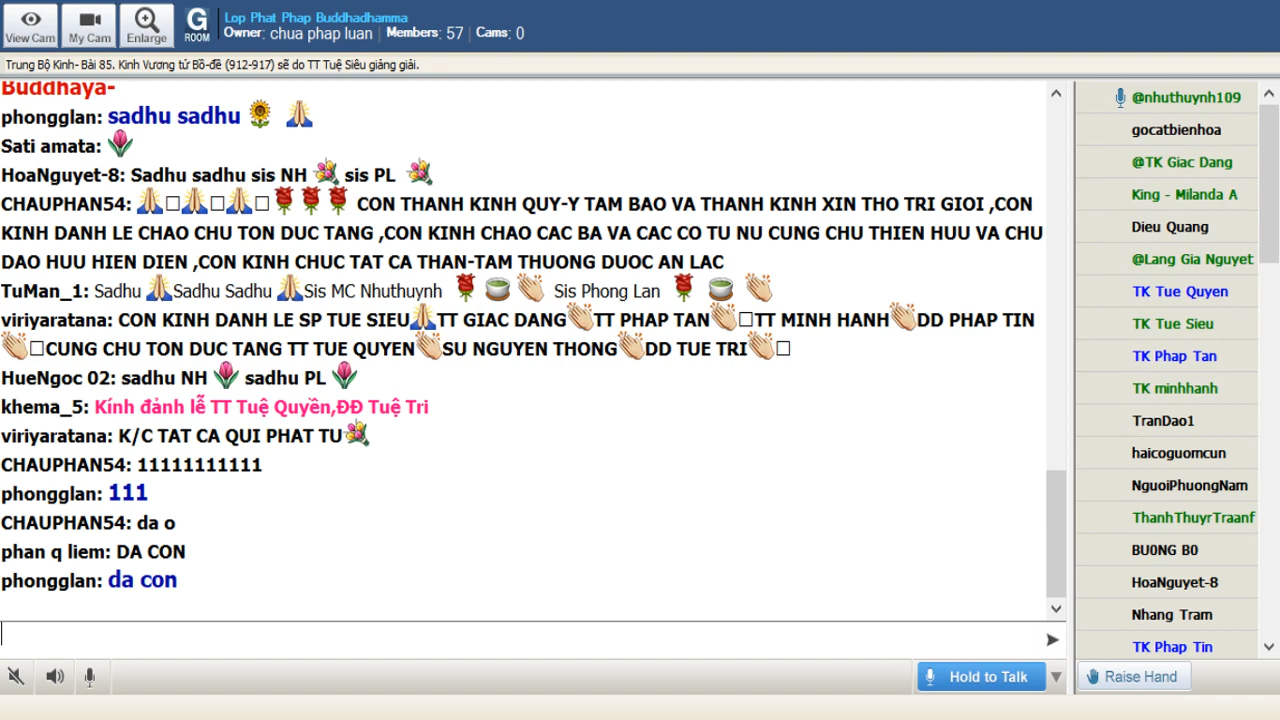 View Cam
My Cam
Enlarge
G
ROOM
Lop Phat Phap Buddhadhamma
Owner: chua phap luan | Members: 57 | Cams: 0
Trung Bộ Kinh- Bài 85. Kinh Vương tử Bồ-đề (912-917) sẽ do TT Tuệ Siêu giảng giải.
Buddhaya-
phongglan: sadhu sadhu 🌻 🙏
Sati amata: 🌷
HoaNguyet-8: Sadhu sadhu sis NH 💐 sis PL 💐
CHAUPHAN54: 🙏□🙏□🙏□🌹🌹🌹 CON THANH KINH QUY-Y TAM BAO VA THANH KINH XIN THO TRI GIOI ,CON
KINH DANH LE CHAO CHU TON DUC TANG ,CON KINH CHAO CAC BA VA CAC CO TU NU CUNG CHU THIEN HUU VA CHU
DAO HUU HIEN DIEN ,CON KINH CHUC TAT CA THAN-TAM THUONG DUOC AN LAC
TuMan_1: Sadhu 🙏Sadhu Sadhu 🙏Sis MC Nhuthuynh 🌹 🍵 👏 Sis Phong Lan 🌹 🍵 👏
viriyaratana: CON KINH DANH LE SP TUE SIEU🙏TT GIAC DANG👏TT PHAP TAN👏□TT MINH HANH👏DD PHAP TIN
👏□CUNG CHU TON DUC TANG TT TUE QUYEN👏SU NGUYEN THONG👏DD TUE TRI👏□
HueNgoc 02: sadhu NH 🌷 sadhu PL 🌷
khema_5: Kính đảnh lễ TT Tuệ Quyền,ĐĐ Tuệ Tri
viriyaratana: K/C TAT CA QUI PHAT TU💐
CHAUPHAN54: 11111111111
phongglan: 111
CHAUPHAN54: da o
phan q liem: DA CON
phongglan: da con
Hold to Talk
@nhuthuynh109
gocatbienhoa
@TK Giac Dang
King - Milanda A
Dieu Quang
@Lang Gia Nguyet
TK Tue Quyen
TK Tue Sieu
TK Phap Tan
TK minhhanh
TranDao1
haicoguomcun
NguoiPhuongNam
ThanhThuyrTraanf
BU0NG B0
HoaNguyet-8
Nhang Tram
TK Phap Tin
Raise Hand